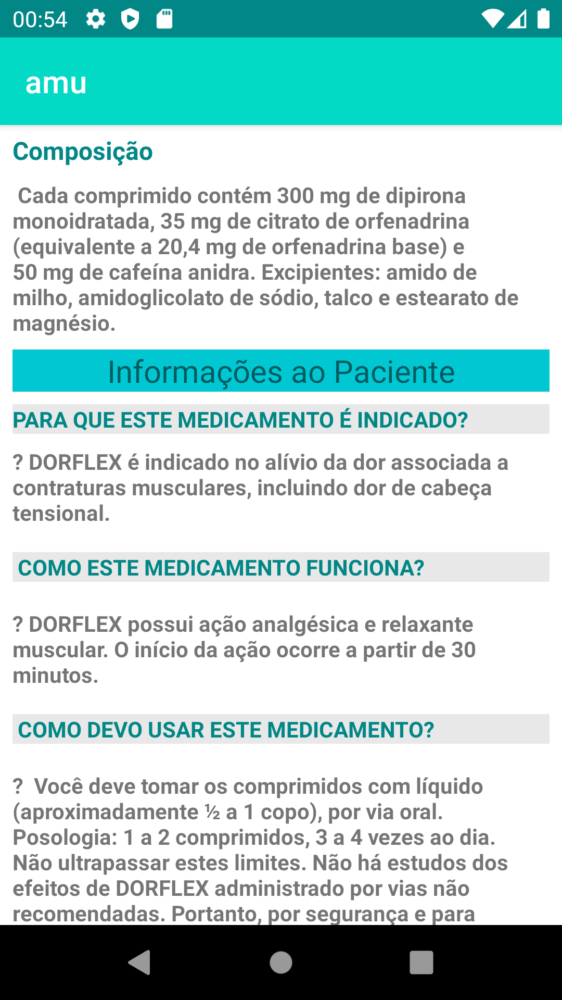 00:54
amu
Composição
Cada comprimido contém 300 mg de dipirona
monoidratada, 35 mg de citrato de orfenadrina
(equivalente a 20,4 mg de orfenadrina base) e
50 mg de cafeína anidra. Excipientes: amido de
milho, amidoglicolato de sódio, talco e estearato de
magnésio.
Informações ao Paciente
PARA QUE ESTE MEDICAMENTO É INDICADO?
? DORFLEX é indicado no alívio da dor associada a
contraturas musculares, incluindo dor de cabeça
tensional.
COMO ESTE MEDICAMENTO FUNCIONA?
? DORFLEX possui ação analgésica e relaxante
muscular. O início da ação ocorre a partir de 30
minutos.
COMO DEVO USAR ESTE MEDICAMENTO?
?  Você deve tomar os comprimidos com líquido
(aproximadamente ½ a 1 copo), por via oral.
Posologia: 1 a 2 comprimidos, 3 a 4 vezes ao dia.
Não ultrapassar estes limites. Não há estudos dos
efeitos de DORFLEX administrado por vias não
recomendadas. Portanto, por segurança e para